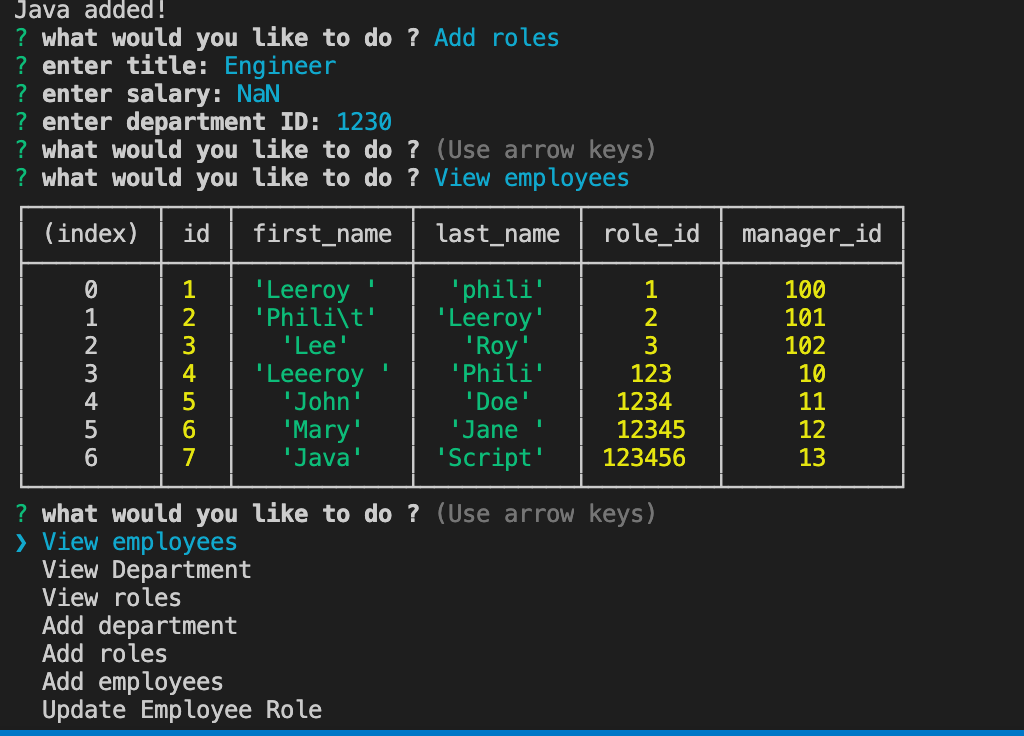 Java added!
? what would you like to do ? Add roles
? enter title: Engineer
? enter salary: NaN
? enter department ID: 1230
? what would you like to do ? (Use arrow keys)
? what would you like to do ? View employees
(index) id first_name last_name role_id manager_id
0 1 'Leeroy ' 'phili' 1 100
1 2 'Phili\t' 'Leeroy' 2 101
2 3 'Lee' 'Roy' 3 102
3 4 'Leeeroy ' 'Phili' 123 10
4 5 'John' 'Doe' 1234 11
5 6 'Mary' 'Jane ' 12345 12
6 7 'Java' 'Script' 123456 13
? what would you like to do ? (Use arrow keys)
❯ View employees
View Department
View roles
Add department
Add roles
Add employees
Update Employee Role